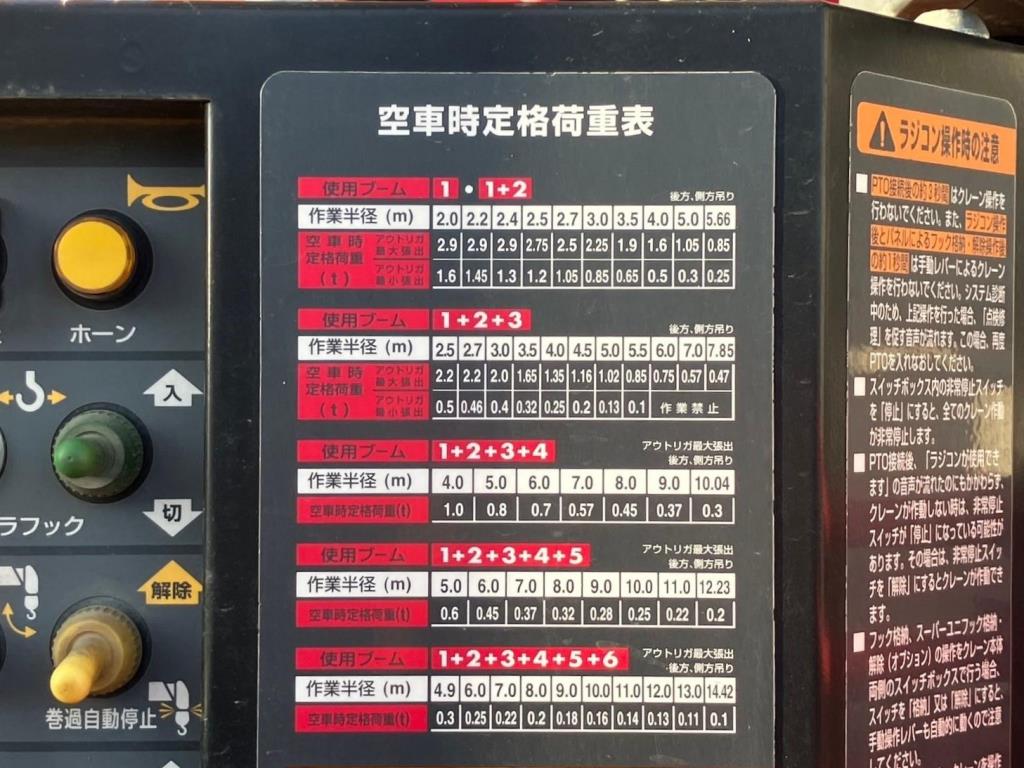 空車時定格荷重表
使用ブーム 1・1+2 後方、側方吊り
作業半径(m) 2.0 2.2 2.4 2.5 2.7 3.0 3.5 4.0 5.0 5.66
空車時定格荷重(t) アウトリガ最大張出 2.9 2.9 2.9 2.75 2.5 2.25 1.9 1.6 1.05 0.85
アウトリガ最小張出 1.6 1.45 1.3 1.2 1.05 0.85 0.65 0.5 0.3 0.25
使用ブーム 1+2+3 後方、側方吊り
作業半径(m) 2.5 2.7 3.0 3.5 4.0 4.5 5.0 5.5 6.0 7.0 7.85
空車時定格荷重(t) アウトリガ最大張出 2.2 2.2 2.0 1.65 1.35 1.16 1.02 0.85 0.75 0.57 0.47
アウトリガ最小張出 0.5 0.46 0.4 0.32 0.25 0.2 0.13 0.1 作業禁止
使用ブーム 1+2+3+4 アウトリガ最大張出
後方、側方吊り
作業半径(m) 4.0 5.0 6.0 7.0 8.0 9.0 10.04
空車時定格荷重(t) 1.0 0.8 0.7 0.57 0.45 0.37 0.3
使用ブーム 1+2+3+4+5 アウトリガ最大張出
後方、側方吊り
作業半径(m) 5.0 6.0 7.0 8.0 9.0 10.0 11.0 12.23
空車時定格荷重(t) 0.6 0.45 0.37 0.32 0.28 0.25 0.22 0.2
使用ブーム 1+2+3+4+5+6 アウトリガ最大張出
後方、側方吊り
作業半径(m) 4.9 6.0 7.0 8.0 9.0 10.0 11.0 12.0 13.0 14.42
空車時定格荷重(t) 0.3 0.25 0.22 0.2 0.18 0.16 0.14 0.13 0.11 0.1
ホーン
入
ラフック
切
解除
巻過自動停止
ラジコン操作時の注意
PTO接続後の約3秒間はクレーン操作を
行わないでください。また、ラジコン操作
後とパネルによるフック格納・解除操作後
の約1秒間は手動レバーによるクレーン
操作を行わないでください。システム診断
中のため、上記操作を行った場合、「点検修
理」を促す音声が流れます。この場合、再度
PTOを入れなおしてください。
スイッチボックス内の非常停止スイッチ
を「停止」にすると、全てのクレーン作動
が非常停止します。
PTO接続後、「ラジコンが使用でき
ます」の音声が流れたのにもかかわらず、
クレーンが作動しない時は、非常停止
スイッチが「停止」になっている可能性が
あります。その場合は、非常停止スイッ
チを「解除」にするとクレーンが作動でき
ます。
フック格納、スーパーユニフック格納・
解除(オプション)の操作をクレーン本体
両側のスイッチボックスで行う場合、
スイッチを「格納」又は「解除」にすると、
手動操作レバーも自動的に動くので注意
してください。